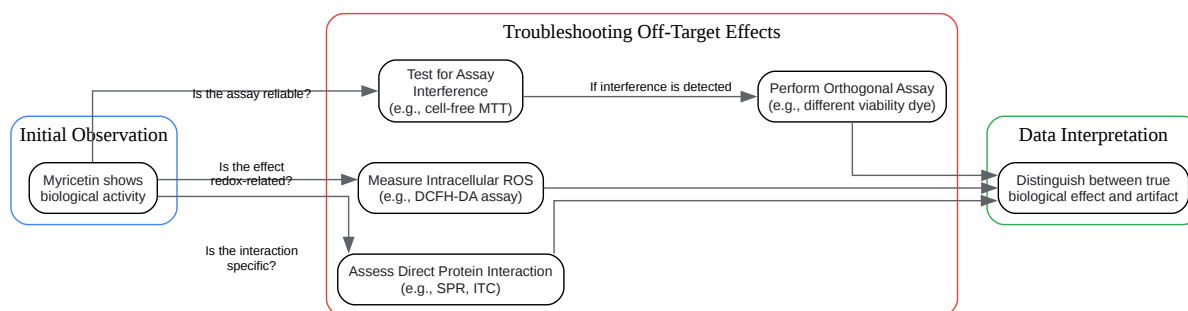 Troubleshooting Off-Target Effects
Initial Observation
Myricetin shows
biological activity
Is the assay reliable?
Test for Assay
Interference
(e.g., cell-free MTT)
If interference is detected
Perform Orthogonal Assay
(e.g., different viability dye)
Is the effect
redox-related?
Measure Intracellular ROS
(e.g., DCFH-DA assay)
Is the interaction
specific?
Assess Direct Protein Interaction
(e.g., SPR, ITC)
Data Interpretation
Distinguish between true
biological effect and artifact